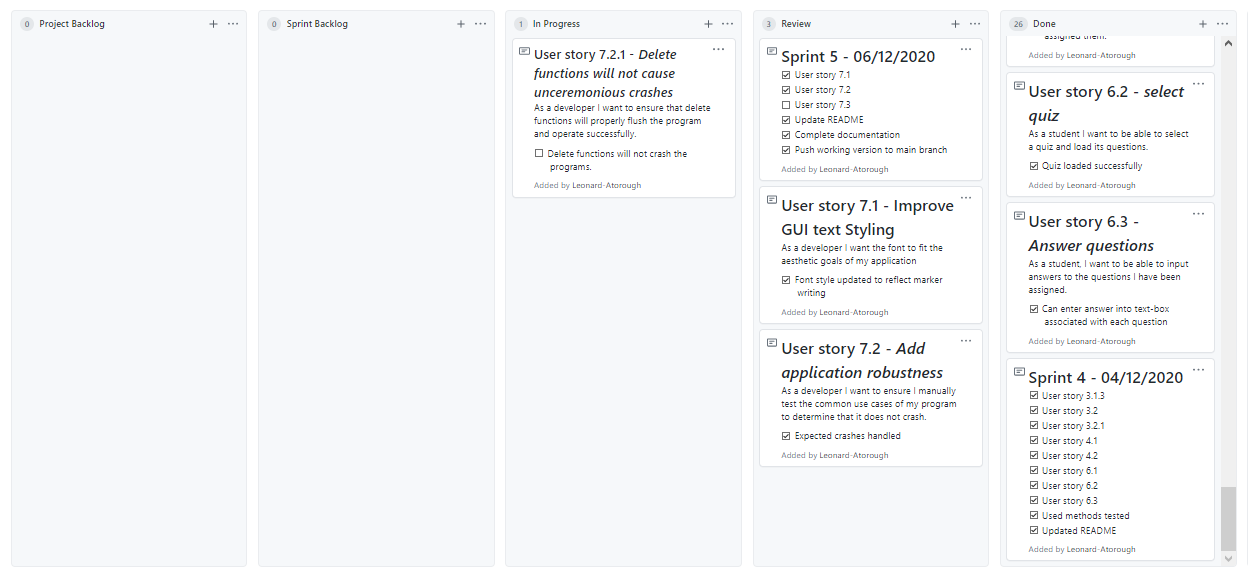 0 Project Backlog
0 Sprint Backlog
1 In Progress
User story 7.2.1 - Delete
functions will not cause
unceremonious crashes
As a developer I want to ensure that delete
functions will properly flush the program
and operate successfully.
Delete functions will not crash the
programs.
Added by Leonard-Atorough
3 Review
Sprint 5 - 06/12/2020
User story 7.1
User story 7.2
User story 7.3
Update README
Complete documentation
Push working version to main branch
Added by Leonard-Atorough
User story 7.1 - Improve
GUI text Styling
As a developer I want the font to fit the
aesthetic goals of my application
Font style updated to reflect marker
writing
Added by Leonard-Atorough
User story 7.2 - Add
application robustness
As a developer I want to ensure I manually
test the common use cases of my program
to determine that it does not crash.
Expected crashes handled
Added by Leonard-Atorough
26 Done
assigned them.
Added by Leonard-Atorough
User story 6.2 - select
quiz
As a student I want to be able to select
a quiz and load its questions.
Quiz loaded successfully
Added by Leonard-Atorough
User story 6.3 -
Answer questions
As a student, I want to be able to input
answers to the questions I have been
assigned.
Can enter answer into text-box
associated with each question
Added by Leonard-Atorough
Sprint 4 - 04/12/2020
User story 3.1.3
User story 3.2
User story 3.2.1
User story 4.1
User story 4.2
User story 6.1
User story 6.2
User story 6.3
Used methods tested
Updated README
Added by Leonard-Atorough